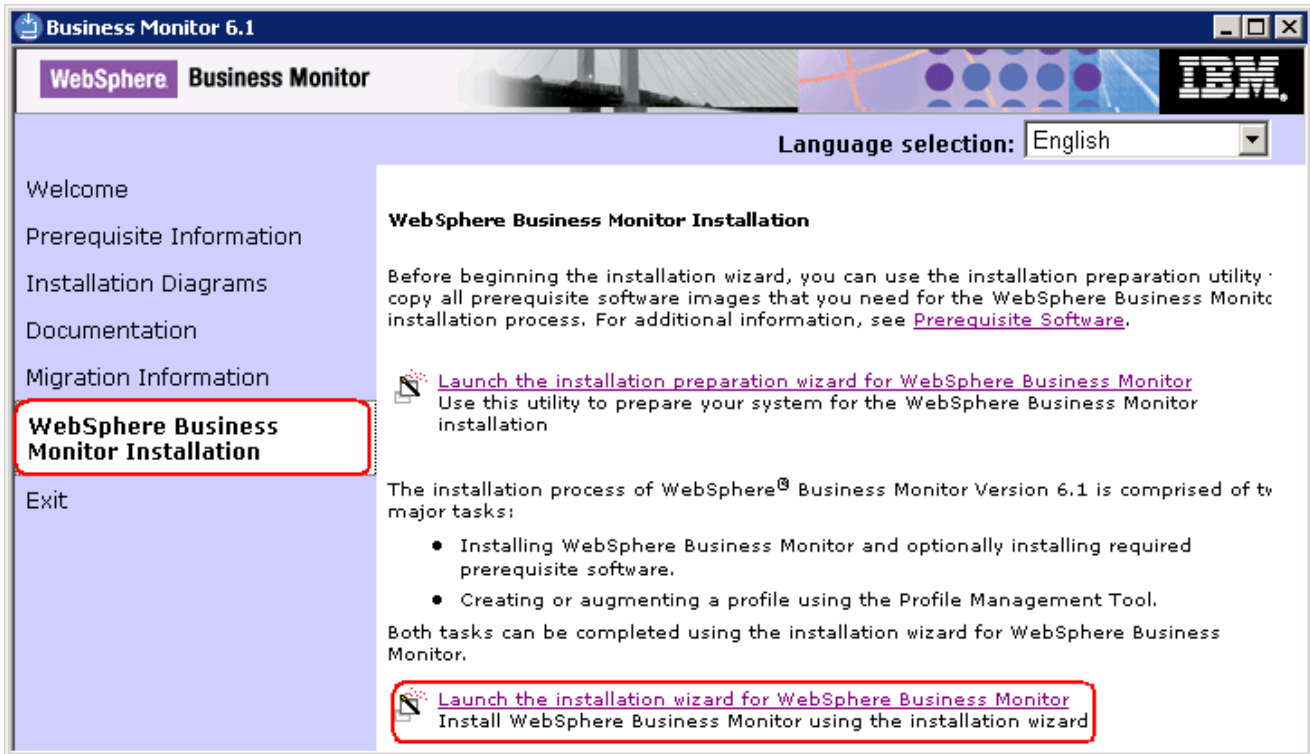 Business Monitor 6.1
WebSphere. Business Monitor
IBM.
Language selection: English
Welcome
Prerequisite Information
Installation Diagrams
Documentation
Migration Information
WebSphere Business
Monitor Installation
Exit
WebSphere Business Monitor Installation
Before beginning the installation wizard, you can use the installation preparation utility
copy all prerequisite software images that you need for the WebSphere Business
installation process. For additional information, see Prerequisite Software.
Launch the installation preparation wizard for WebSphere Business Monitor
Use this utility to prepare your system for the WebSphere Business Monitor
installation
The installation process of WebSphere® Business Monitor Version 6.1 is comprised of
major tasks:
• Installing WebSphere Business Monitor and optionally installing required
prerequisite software.
• Creating or augmenting a profile using the Profile Management Tool.
Both tasks can be completed using the installation wizard for WebSphere Business
Monitor.
Launch the installation wizard for WebSphere Business Monitor
Install WebSphere Business Monitor using the installation wizard